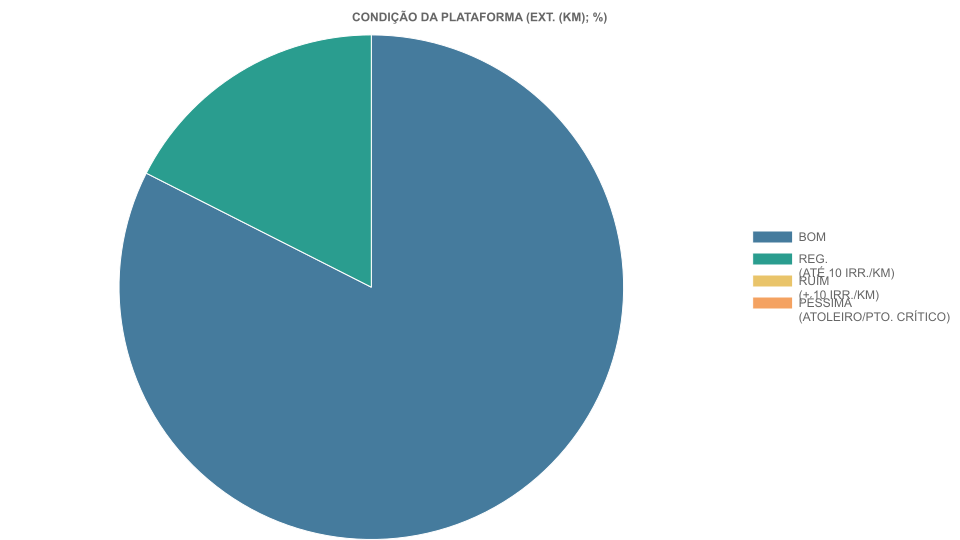 CONDIÇÃO DA PLATAFORMA (EXT. (KM); %)
BOM
REG.
(ATÉ 10 IRR./KM)
RUIM
(+ 10 IRR./KM)
PÉSSIMA
(ATOLEIRO/PTO. CRÍTICO)